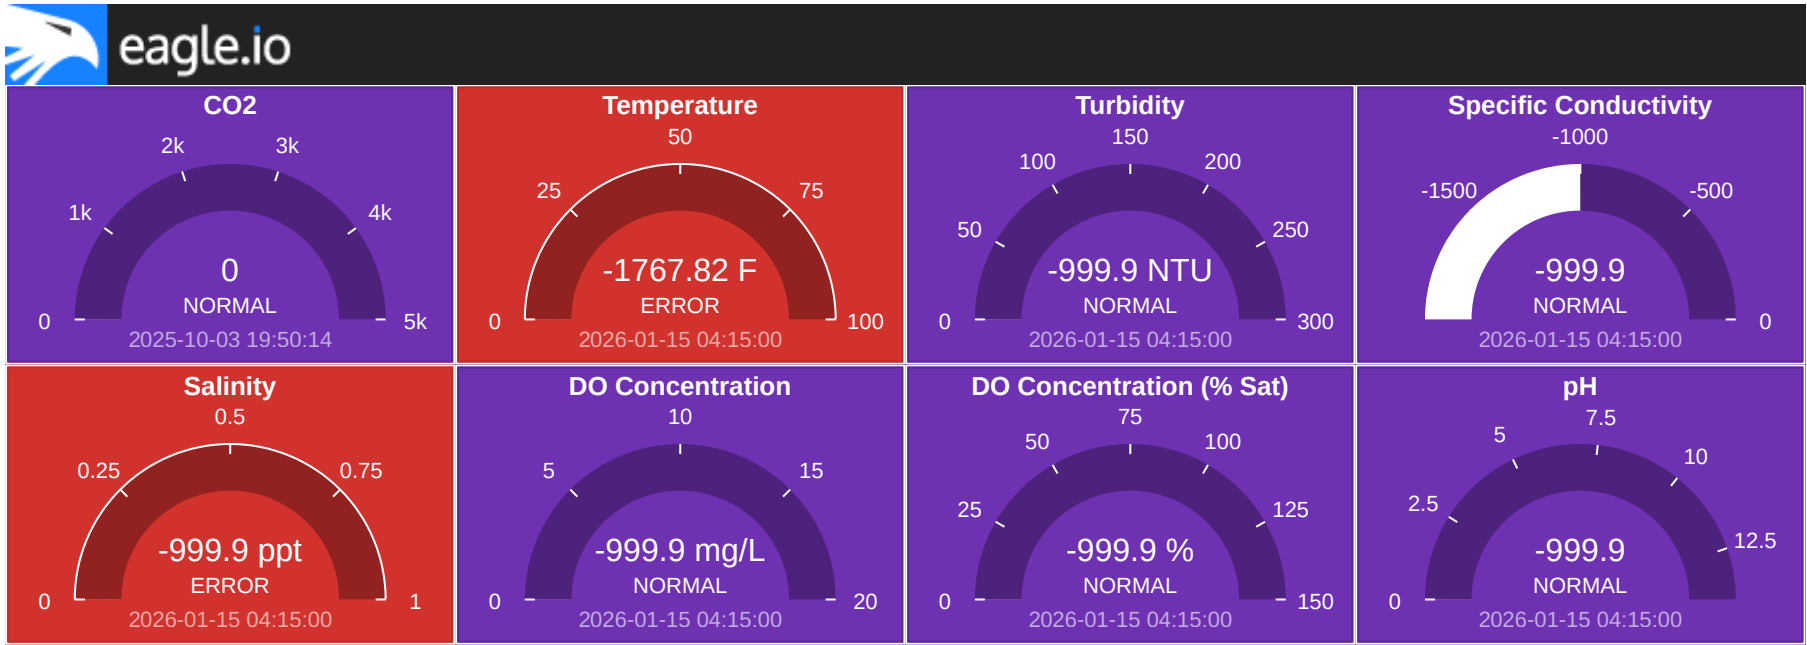 eagle.io
CO2
2k
3k
1k
4k
0
NORMAL
0
5k
2025-10-03 19:50:14
Temperature
50
25
75
-1767.82 F
ERROR
0
100
2026-01-15 04:15:00
Turbidity
150
100
200
50
250
-999.9 NTU
NORMAL
0
300
2026-01-15 04:15:00
Specific Conductivity
-1000
-1500
-500
-999.9
NORMAL
0
2026-01-15 04:15:00
Salinity
0.5
0.25
0.75
-999.9 ppt
ERROR
0
1
2026-01-15 04:15:00
DO Concentration
10
5
15
-999.9 mg/L
NORMAL
0
20
2026-01-15 04:15:00
DO Concentration (% Sat)
75
50
100
25
125
-999.9 %
NORMAL
0
150
2026-01-15 04:15:00
pH
7.5
5
10
2.5
12.5
-999.9
NORMAL
0
2026-01-15 04:15:00